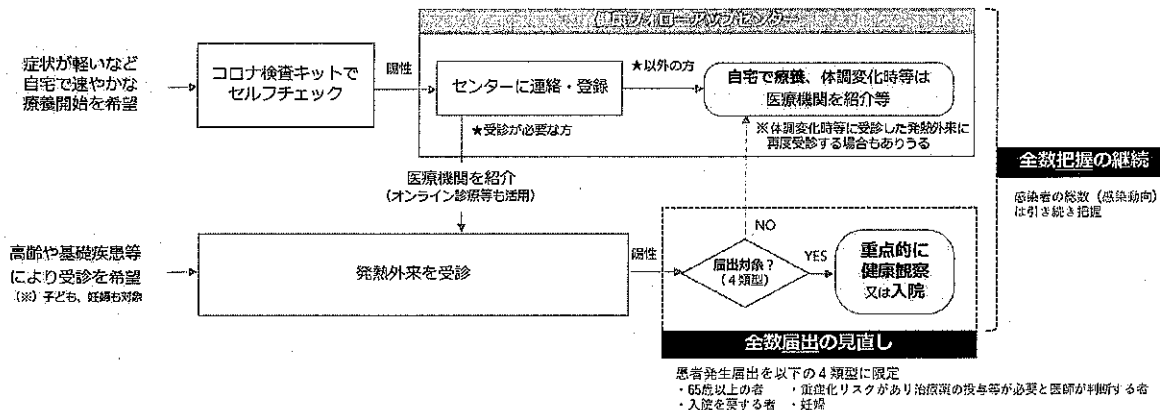 健康フォローアップセンター
症状が軽いなど
自宅で速やかな
療養開始を希望
コロナ検査キットで
セルフチェック
陽性
センターに連絡・登録
★以外の方
自宅で療養、体調変化時等は
医療機関を紹介等
★受診が必要な方
※体調変化時等に受診した発熱外来に
再度受診する場合もありうる
全数把握の継続
感染者の総数（感染動向）
は引き続き把握
医療機関を紹介
（オンライン診療等も活用）
高齢や基礎疾患等
により受診を希望
（※）子ども、妊婦も対象
発熱外来を受診
陽性
届出対象？
（４類型）
NO
YES
重点的に
健康観察
又は入院
全数届出の見直し
患者発生届出を以下の４類型に限定
・65歳以上の者　・重症化リスクがあり治療薬の投与等が必要と医師が判断する者
・入院を要する者　・妊婦